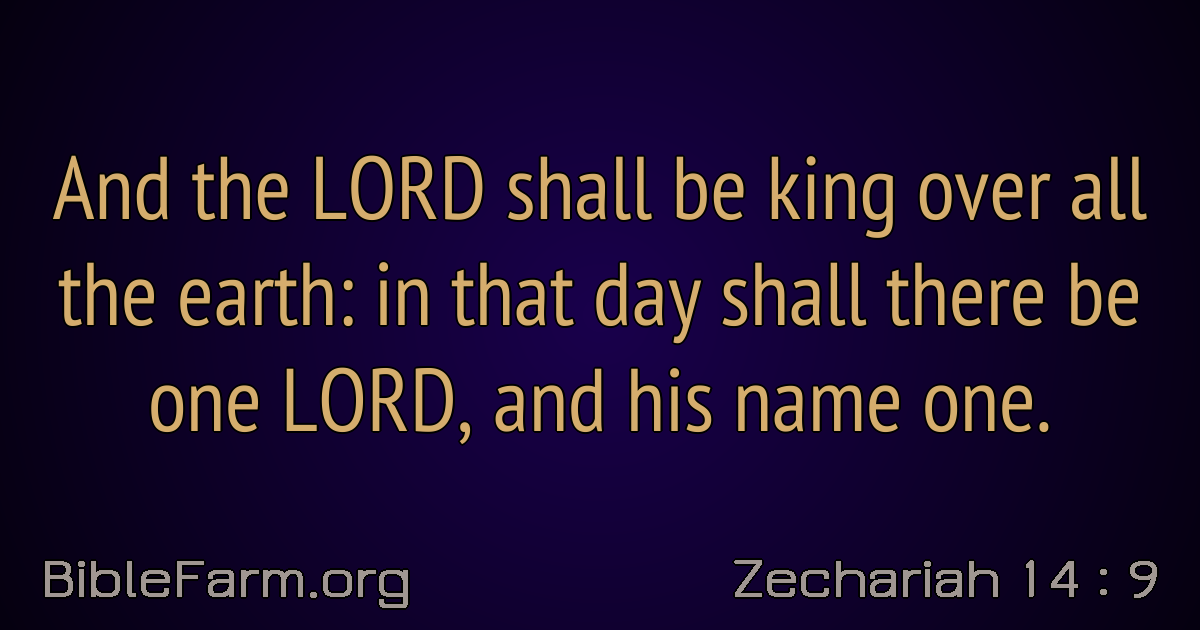 And the LORD shall be king over all
the earth: in that day shall there be
one LORD, and his name one.
BibleFarm.org
Zechariah 14 : 9